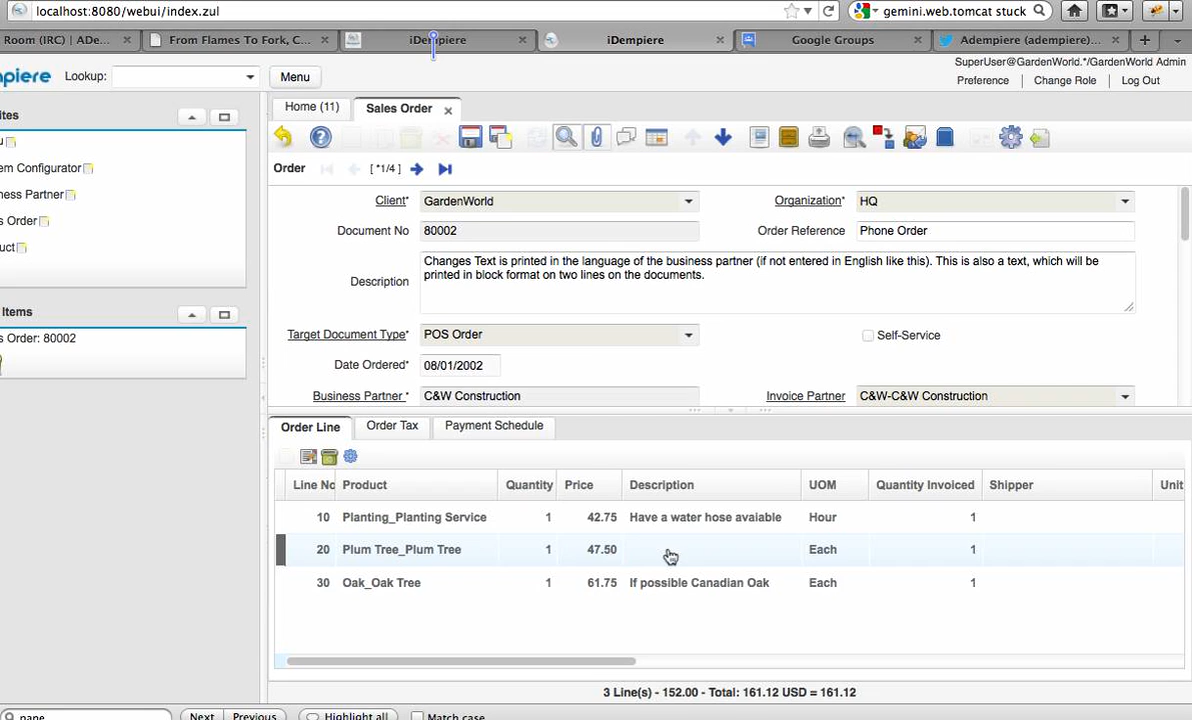 localhost:8080/webui/index.zul
gemini.web.tomcat stuck
Room (IRC) | ADe...
From Flames To Fork, C...
iDempiere
iDempiere
Google Groups
Adempiere (adempiere)...
mpiere
Lookup:
Menu
SuperUser@GardenWorld.*/GardenWorld Admin
Preference
Change Role
Log Out
ites
u
em Configurator
ness Partner
s Order
uct
Items
s Order: 80002
Home (11)
Sales Order
Order
[ *1/4 ]
Client*
GardenWorld
Organization*
HQ
Document No
80002
Order Reference
Phone Order
Description
Changes Text is printed in the language of the business partner (if not entered in English like this). This is also a text, which will be
printed in block format on two lines on the documents.
Target Document Type*
POS Order
Self-Service
Date Ordered*
08/01/2002
Business Partner *
C&W Construction
Invoice Partner
C&W-C&W Construction
Order Line
Order Tax
Payment Schedule
Line No Product Quantity Price Description UOM Quantity Invoiced Shipper Unit
10 Planting_Planting Service 1 42.75 Have a water hose avaiable Hour 1
20 Plum Tree_Plum Tree 1 47.50 Each 1
30 Oak_Oak Tree 1 61.75 If possible Canadian Oak Each 1
3 Line(s) - 152.00 - Total: 161.12 USD = 161.12
pane
Next
Previous
Highlight all
Match case